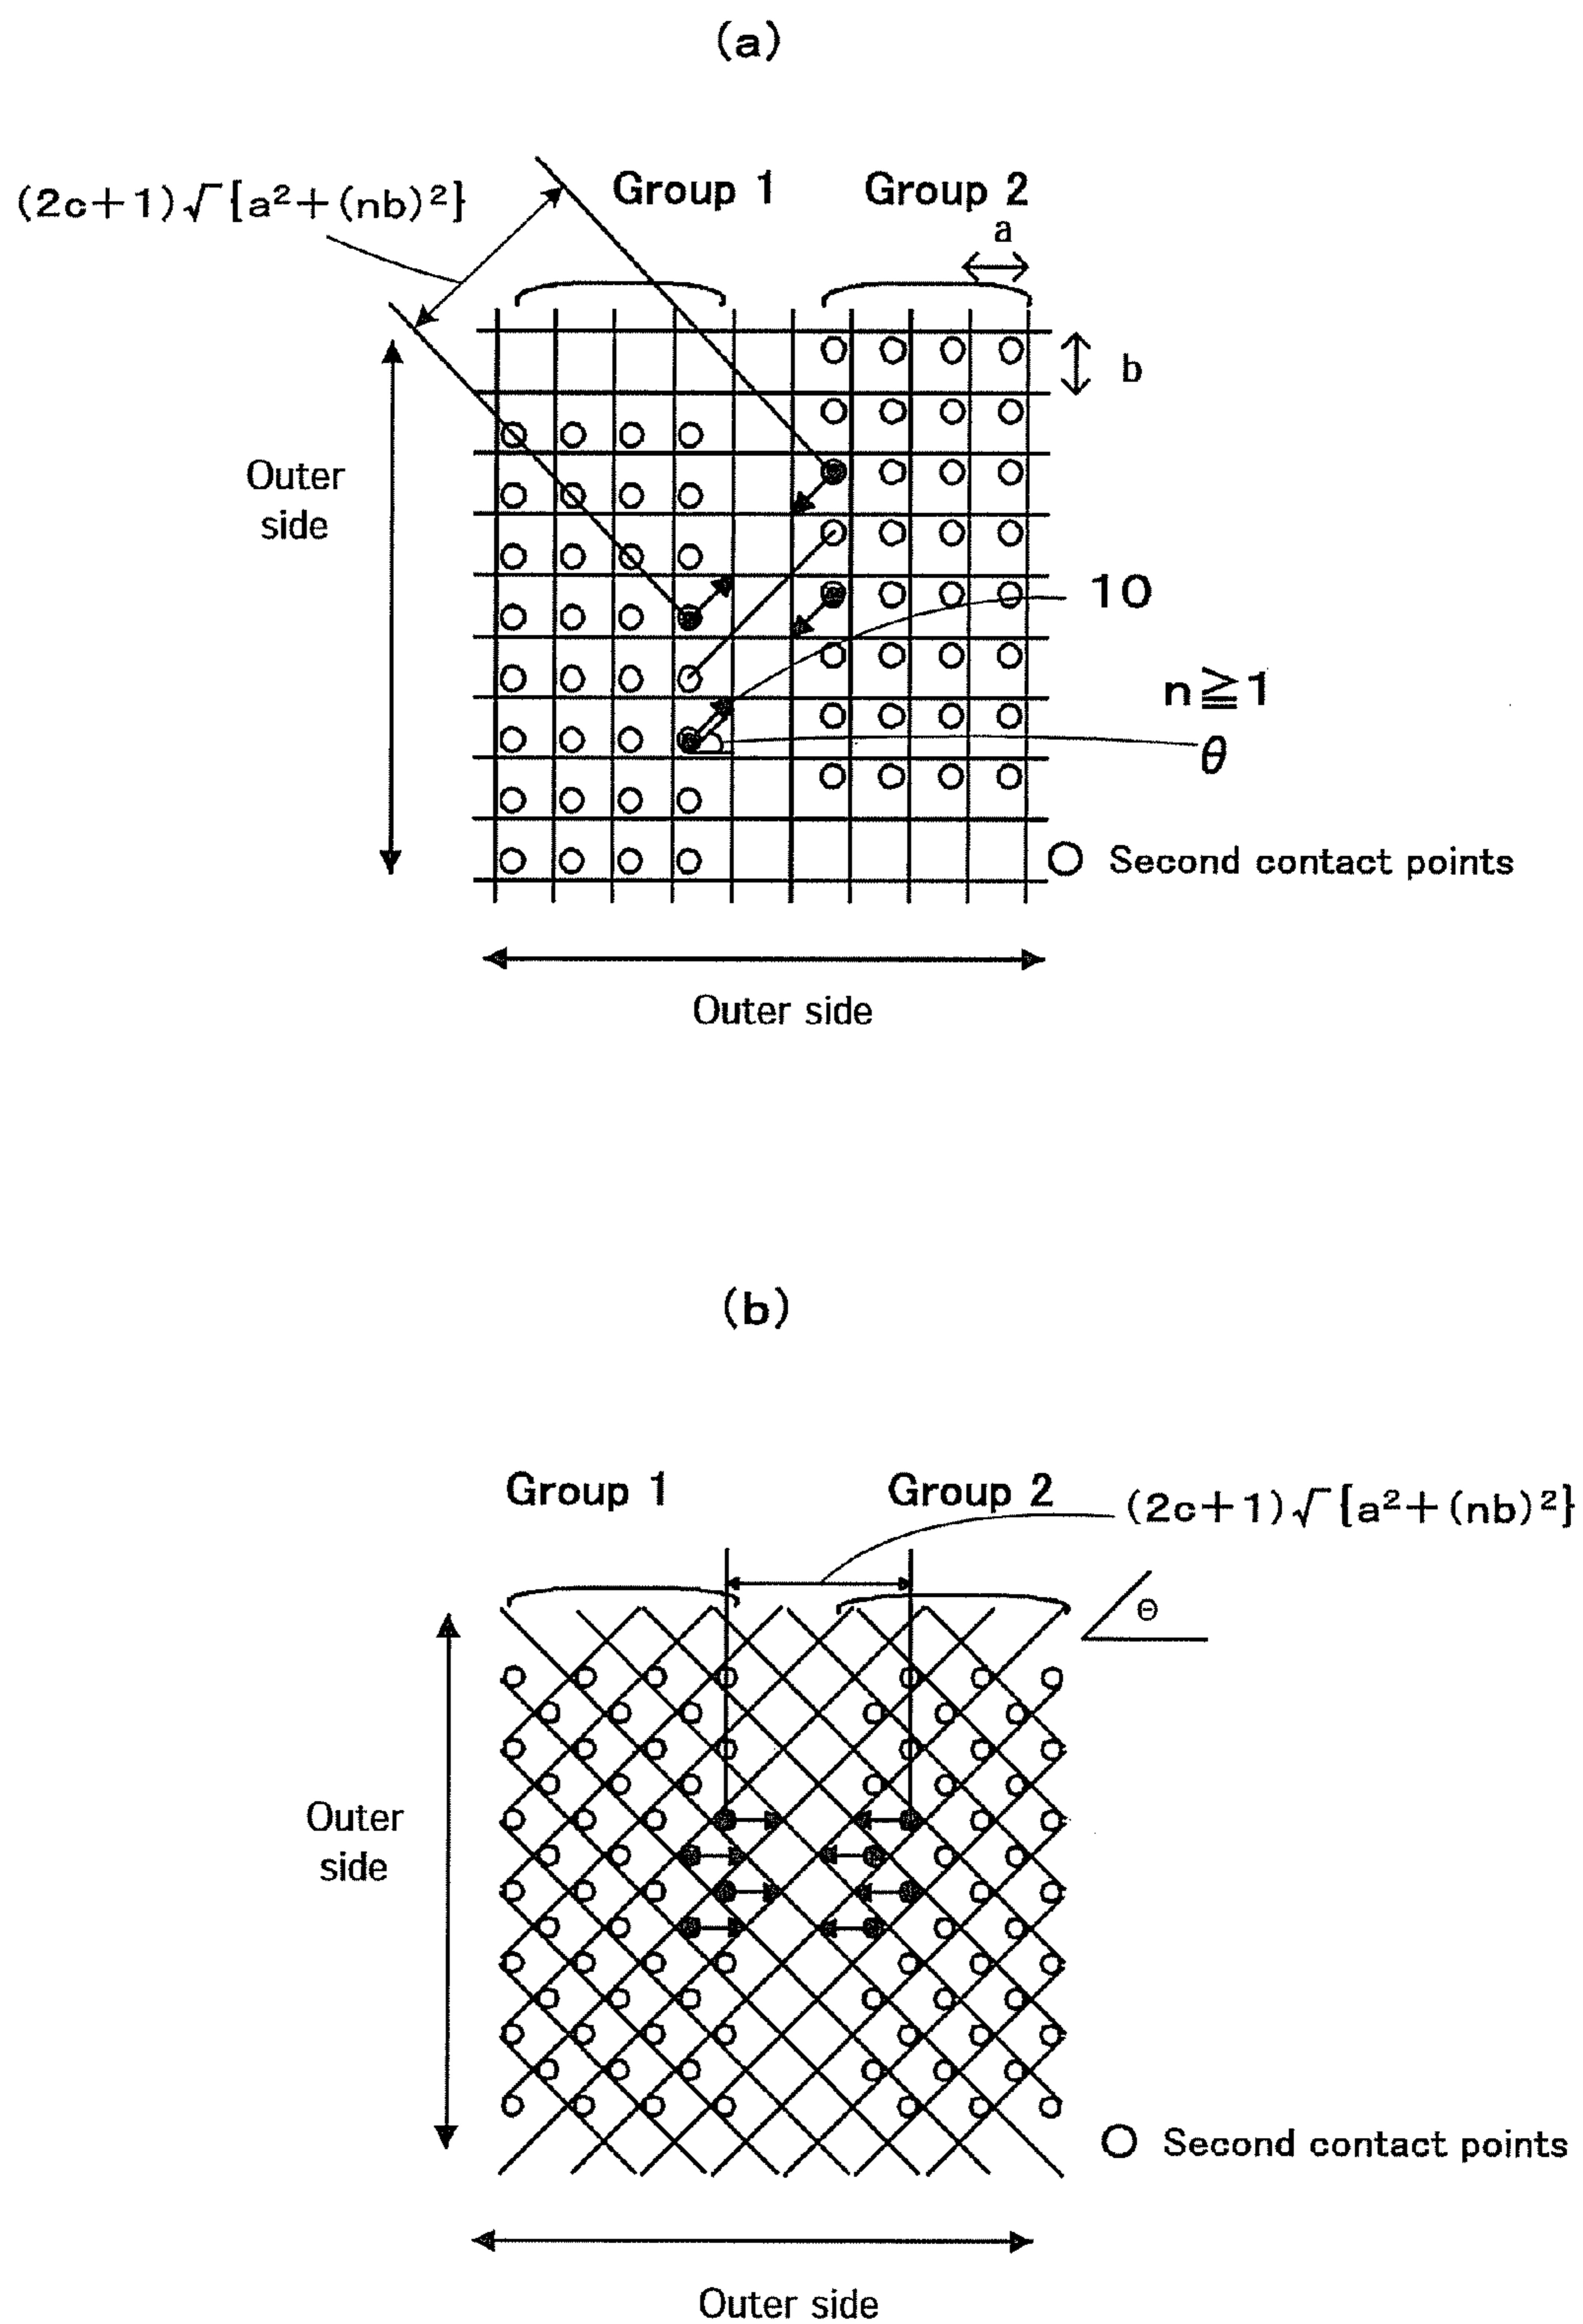 (a)
(2c+1)√{a²+(nb)²}
Group 1
Group 2
a
b
Outer
side
10
n≧1
θ
Second contact points
Outer side
(b)
Group 1
Group 2
(2c+1)√{a²+(nb)²}
Θ
Outer
side
Second contact points
Outer side